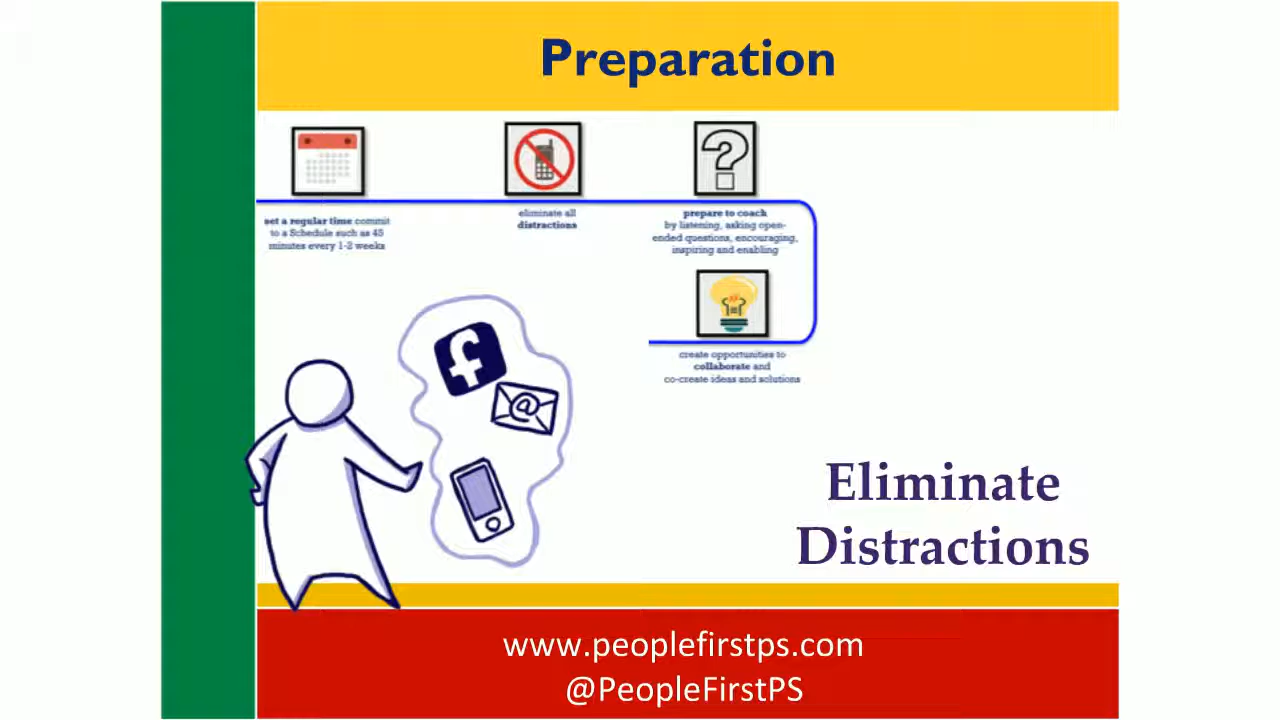 Preparation
set a regular time commit
to a Schedule such as 45
minutes every 1-2 weeks
eliminate all
distractions
prepare to coach
by listening, asking open-
ended questions, encouraging,
inspiring and enabling
create opportunities to
collaborate and
co-create ideas and solutions
f
@
Eliminate
Distractions
www.peoplefirstps.com
@PeopleFirstPS